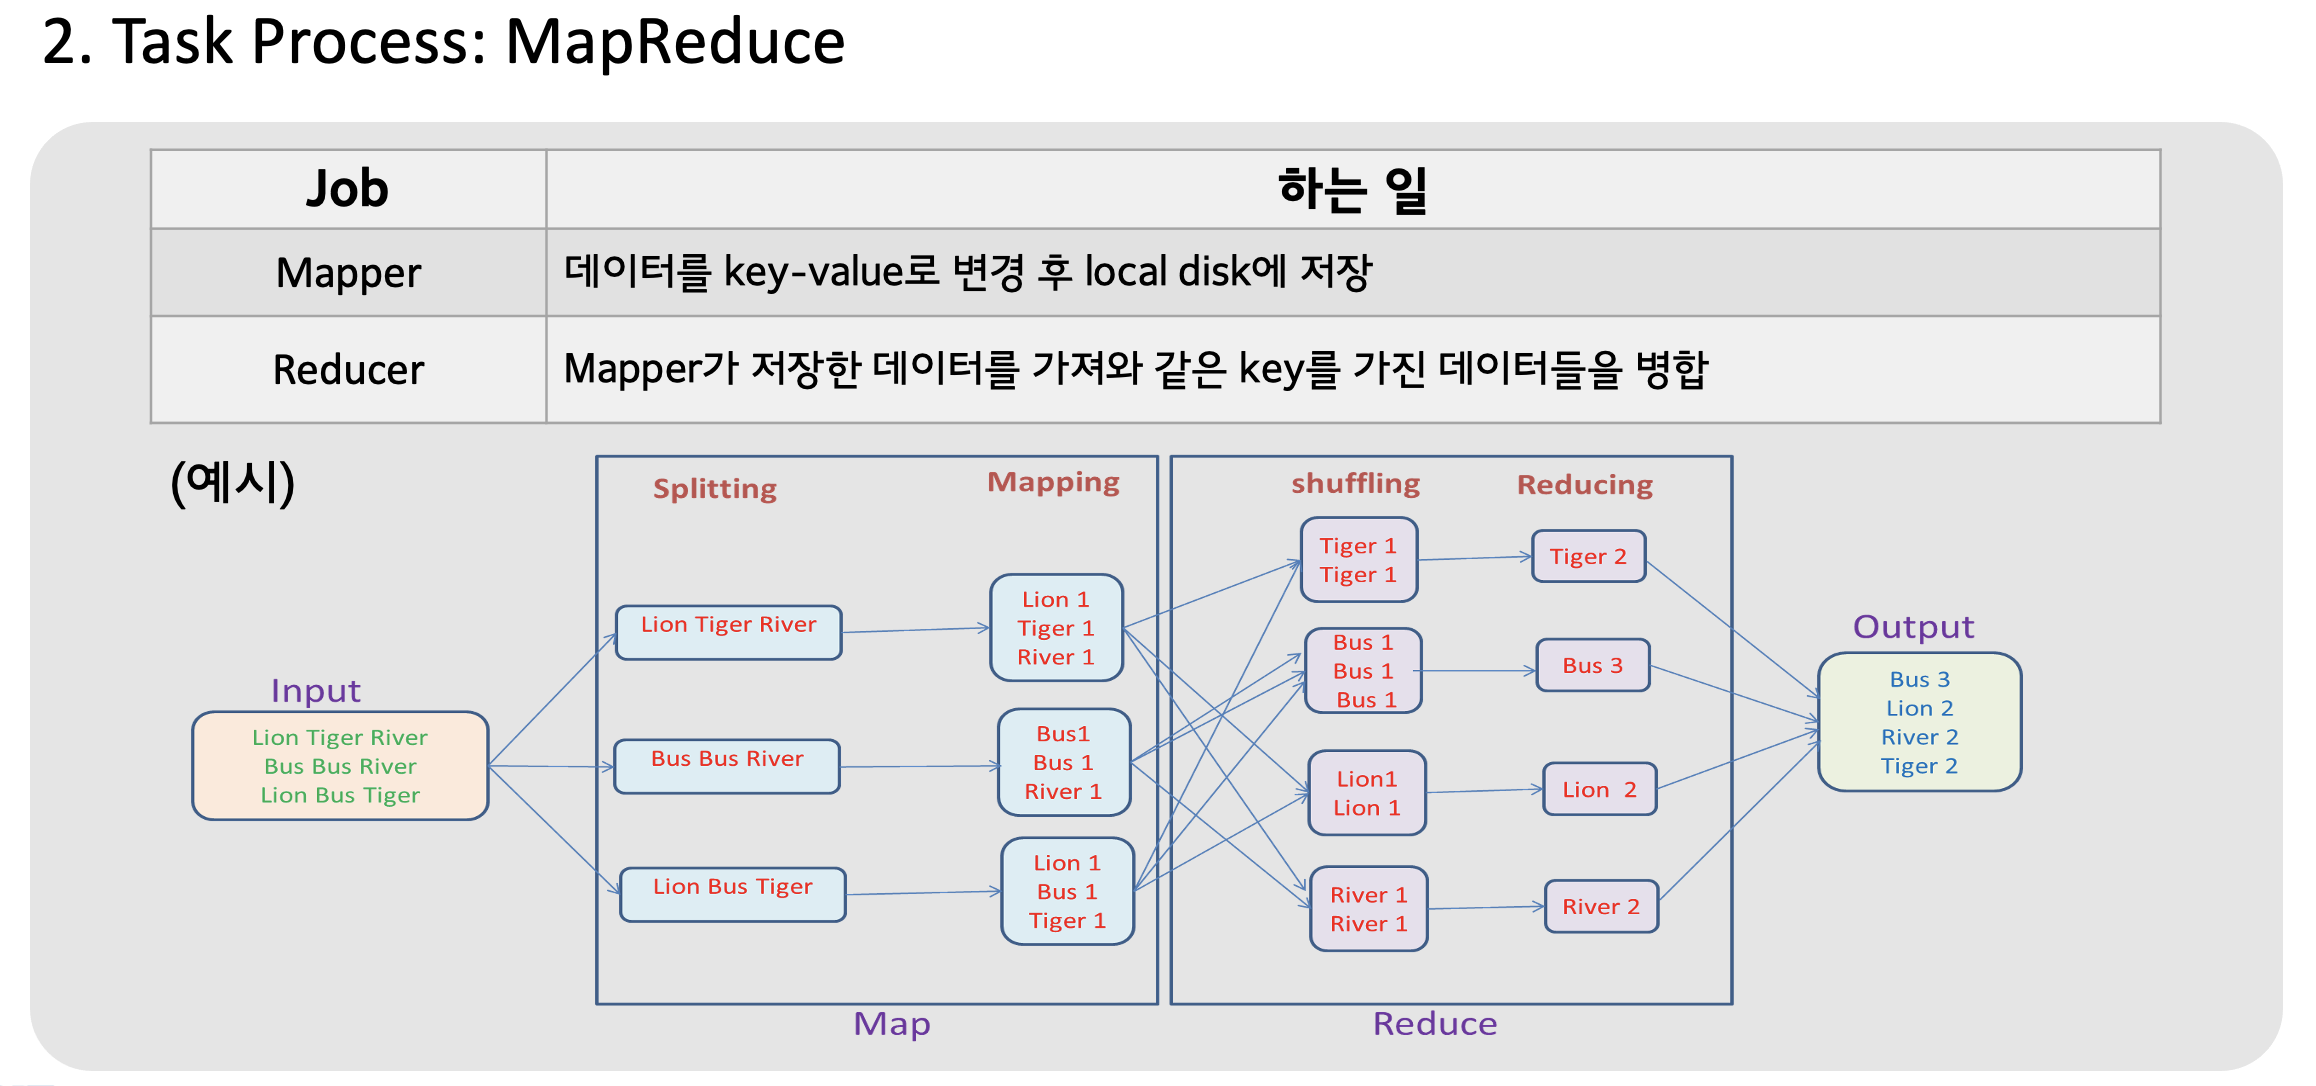 2. Task Process: MapReduce
Job
하는 일
Mapper
데이터를 key-value로 변경 후 local disk에 저장
Reducer
Mapper가 저장한 데이터를 가져와 같은 key를 가진 데이터들을 병합
(예시)
Input
Lion Tiger River
Bus Bus River
Lion Bus Tiger
Splitting
Lion Tiger River
Bus Bus River
Lion Bus Tiger
Mapping
Lion 1
Tiger 1
River 1
Bus1
Bus 1
River 1
Lion 1
Bus 1
Tiger 1
Map
shuffling
Tiger 1
Tiger 1
Bus 1
Bus 1
Bus 1
Lion1
Lion 1
River 1
River 1
Reducing
Tiger 2
Bus 3
Lion 2
River 2
Reduce
Output
Bus 3
Lion 2
River 2
Tiger 2